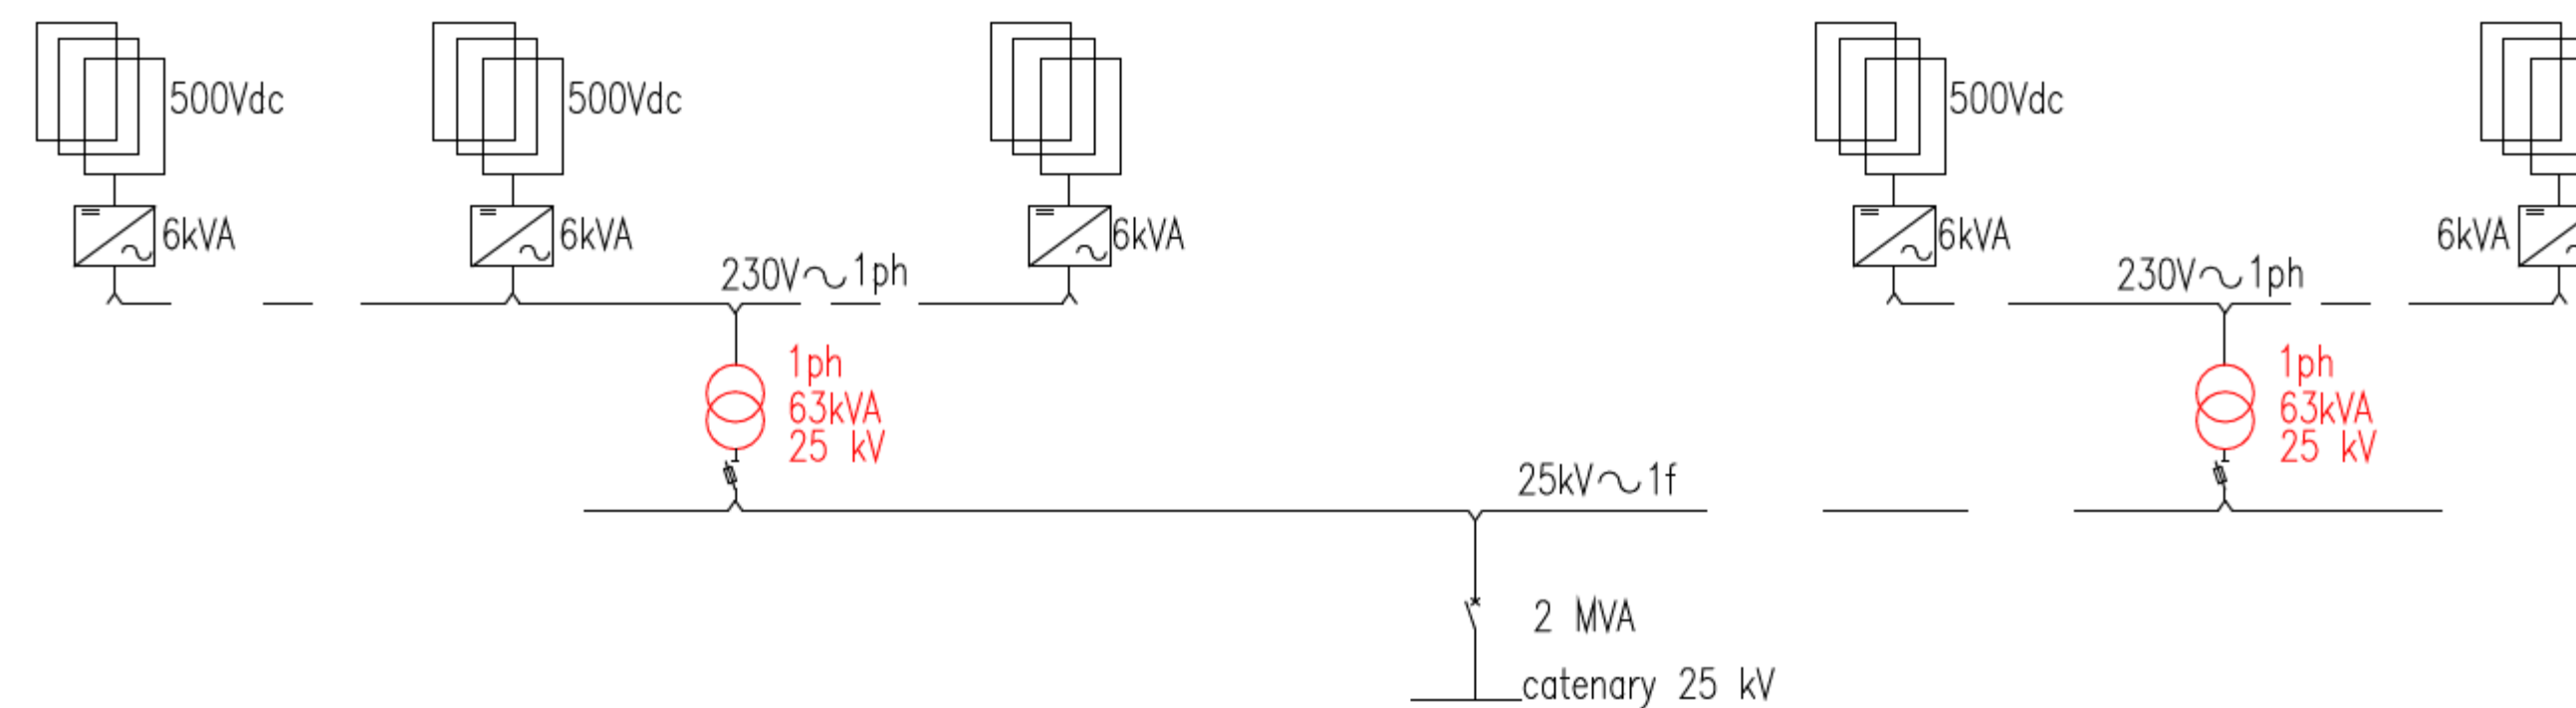 500Vdc
500Vdc
500Vdc
6kVA
6kVA
6kVA
6kVA
6kVA
230V~1ph
230V~1ph
1ph
63kVA
25 kV
1ph
63kVA
25 kV
25kV~1f
2 MVA
catenary 25 kV